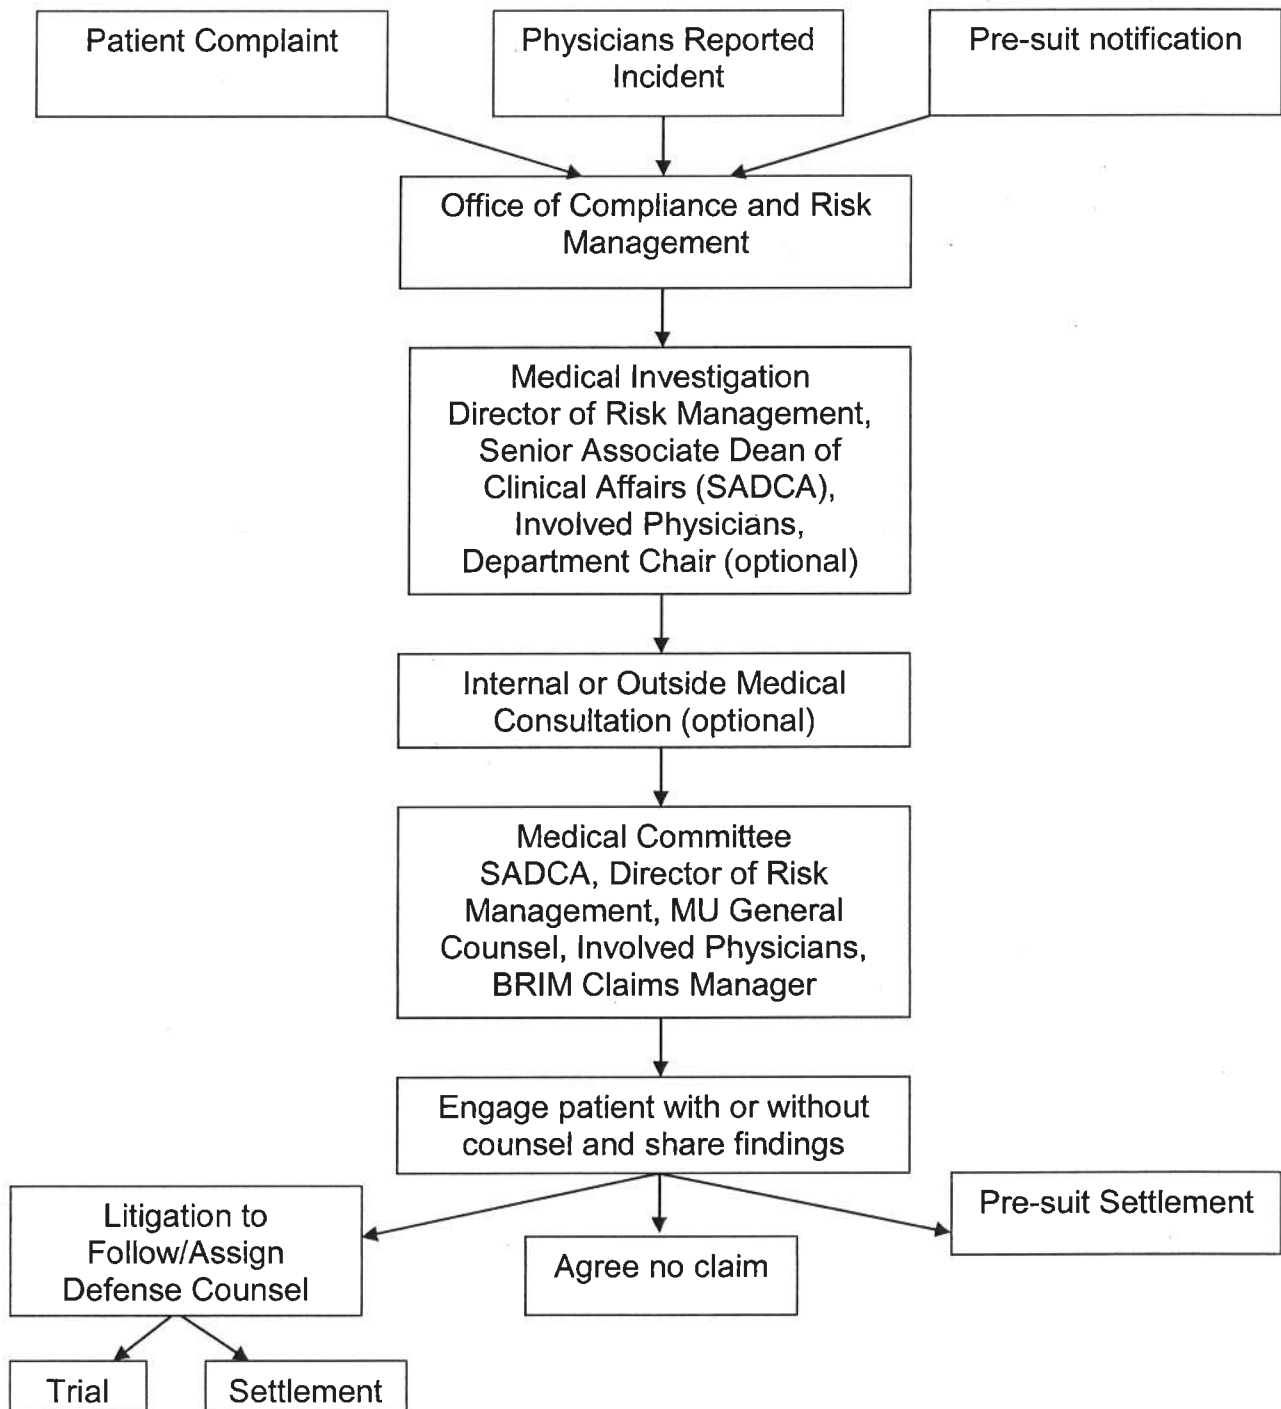 Patient Complaint
Physicians Reported
Incident
Pre-suit notification
Office of Compliance and Risk
Management
Medical Investigation
Director of Risk Management,
Senior Associate Dean of
Clinical Affairs (SADCA),
Involved Physicians,
Department Chair (optional)
Internal or Outside Medical
Consultation (optional)
Medical Committee
SADCA, Director of Risk
Management, MU General
Counsel, Involved Physicians,
BRIM Claims Manager
Engage patient with or without
counsel and share findings
Litigation to
Follow/Assign
Defense Counsel
Agree no claim
Pre-suit Settlement
Trial
Settlement